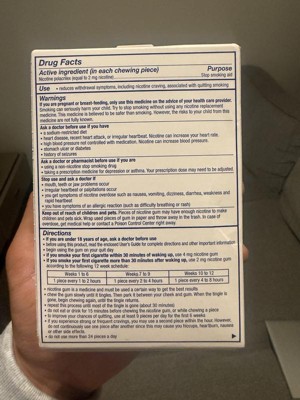 Drug Facts
Active ingredient (in each chewing piece) Purpose
Nicotine polacrilex (equal to 2 mg nicotine) Stop smoking aid
Use • reduces withdrawal symptoms, including nicotine craving, associated with quitting smoking
Warnings
If you are pregnant or breast-feeding, only use this medicine on the advice of your health care provider.
Smoking can seriously harm your child. Try to stop smoking without using any nicotine replacement
medicine. This medicine is believed to be safer than smoking. However, the risks to your child from this
medicine are not fully known.
Ask a doctor before use if you have
• a sodium-restricted diet
• heart disease, recent heart attack, or irregular heartbeat. Nicotine can increase your heart rate.
• high blood pressure not controlled with medication. Nicotine can increase blood pressure.
• stomach ulcer or diabetes
• history of seizures
Ask a doctor or pharmacist before use if you are
• using a non-nicotine stop smoking drug
• taking a prescription medicine for depression or asthma. Your prescription dose may need to be adjusted.
Stop use and ask a doctor if
• mouth, teeth or jaw problems occur
• irregular heartbeat or palpitations occur
• you get symptoms of nicotine overdose such as nausea, vomiting, dizziness, diarrhea, weakness and
rapid heartbeat
• you have symptoms of an allergic reaction (such as difficulty breathing or rash)
Keep out of reach of children and pets. Pieces of nicotine gum may have enough nicotine to make
children and pets sick. Wrap used pieces of gum in paper and throw away in the trash. In case of
overdose, get medical help or contact a Poison Control Center right away.
Directions
• if you are under 18 years of age, ask a doctor before use
• before using this product, read the enclosed User's Guide for complete directions and other important information
• begin using the gum on your quit day
• if you smoke your first cigarette within 30 minutes of waking up, use 4 mg nicotine gum
• if you smoke your first cigarette more than 30 minutes after waking up, use 2 mg nicotine gum
according to the following 12 week schedule:
Weeks 1 to 6 Weeks 7 to 9 Weeks 10 to 12
1 piece every 1 to 2 hours 1 piece every 2 to 4 hours 1 piece every 4 to 8 hours
• nicotine gum is a medicine and must be used a certain way to get the best results
• chew the gum slowly until it tingles. Then park it between your cheek and gum. When the tingle is
gone, begin chewing again, until the tingle returns.
• repeat this process until most of the tingle is gone (about 30 minutes)
• do not eat or drink for 15 minutes before chewing the nicotine gum, or while chewing a piece
• to improve your chances of quitting, use at least 9 pieces per day for the first 6 weeks
• if you experience strong or frequent cravings, you may use a second piece within the hour. However,
do not continuously use one piece after another since this may cause you hiccups, heartburn, nausea
or other side effects.
• do not use more than 24 pieces a day